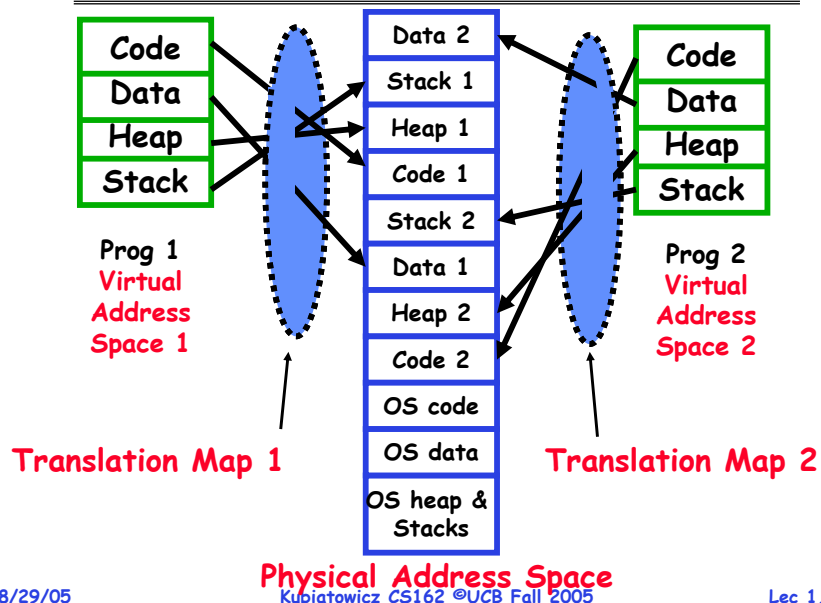 Code
Data
Heap
Stack
Prog 1
Virtual
Address
Space 1
Translation Map 1
Data 2
Stack 1
Heap 1
Code 1
Stack 2
Data 1
Heap 2
Code 2
OS code
OS data
OS heap &
Stacks
Physical Address Space
Code
Data
Heap
Stack
Prog 2
Virtual
Address
Space 2
Translation Map 2
8/29/05
Kubiatowicz CS162 ©UCB Fall 2005
Lec 1.